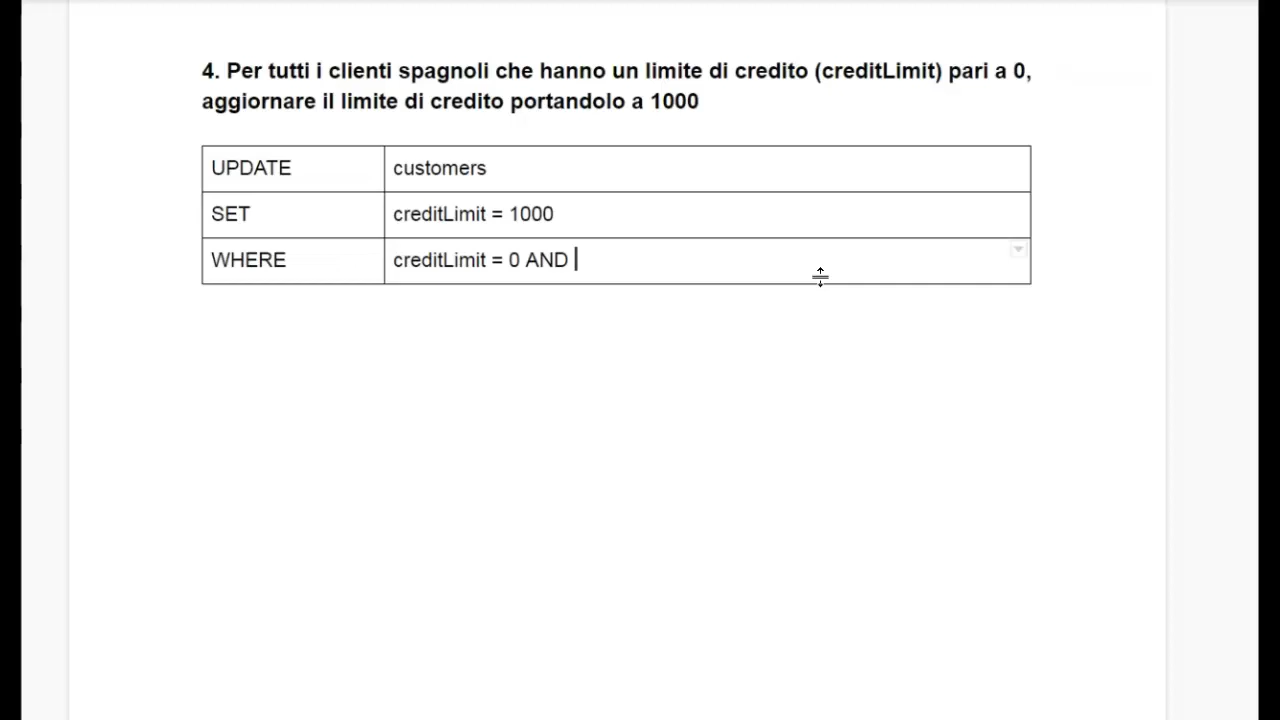 4. Per tutti i clienti spagnoli che hanno un limite di credito (creditLimit) pari a 0,
aggiornare il limite di credito portandolo a 1000
UPDATE customers
SET creditLimit = 1000
WHERE creditLimit = 0 AND